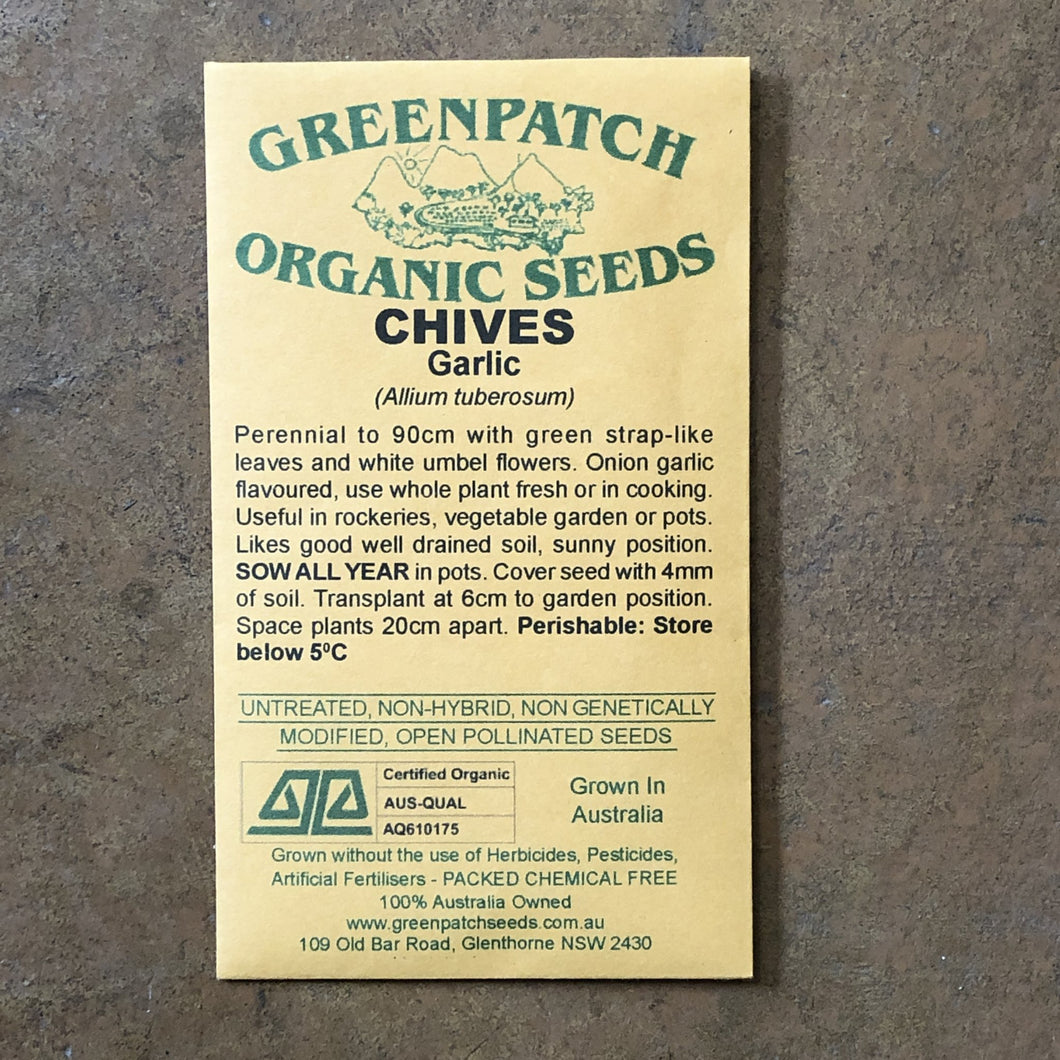 GREENPATCH
ORGANIC SEEDS
CHIVES
Garlic
(Allium tuberosum)
Perennial to 90cm with green strap-like
leaves and white umbel flowers. Onion garlic
flavoured, use whole plant fresh or in cooking.
Useful in rockeries, vegetable garden or pots.
Likes good well drained soil, sunny position.
SOW ALL YEAR in pots. Cover seed with 4mm
of soil. Transplant at 6cm to garden position.
Space plants 20cm apart. Perishable: Store
below 5⁰C
UNTREATED, NON-HYBRID, NON GENETICALLY
MODIFIED, OPEN POLLINATED SEEDS
Certified Organic
AUS-QUAL
AQ610175
Grown In
Australia
Grown without the use of Herbicides, Pesticides,
Artificial Fertilisers - PACKED CHEMICAL FREE
100% Australia Owned
www.greenpatchseeds.com.au
109 Old Bar Road, Glenthorne NSW 2430